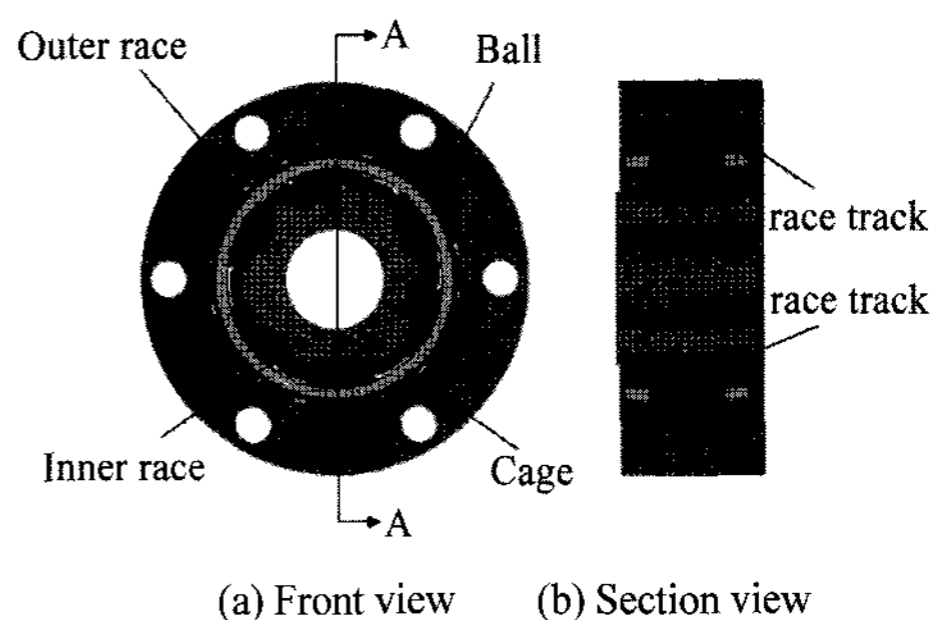 A
Outer race
Ball
race track
race track
Inner race
Cage
A
(a) Front view
(b) Section view